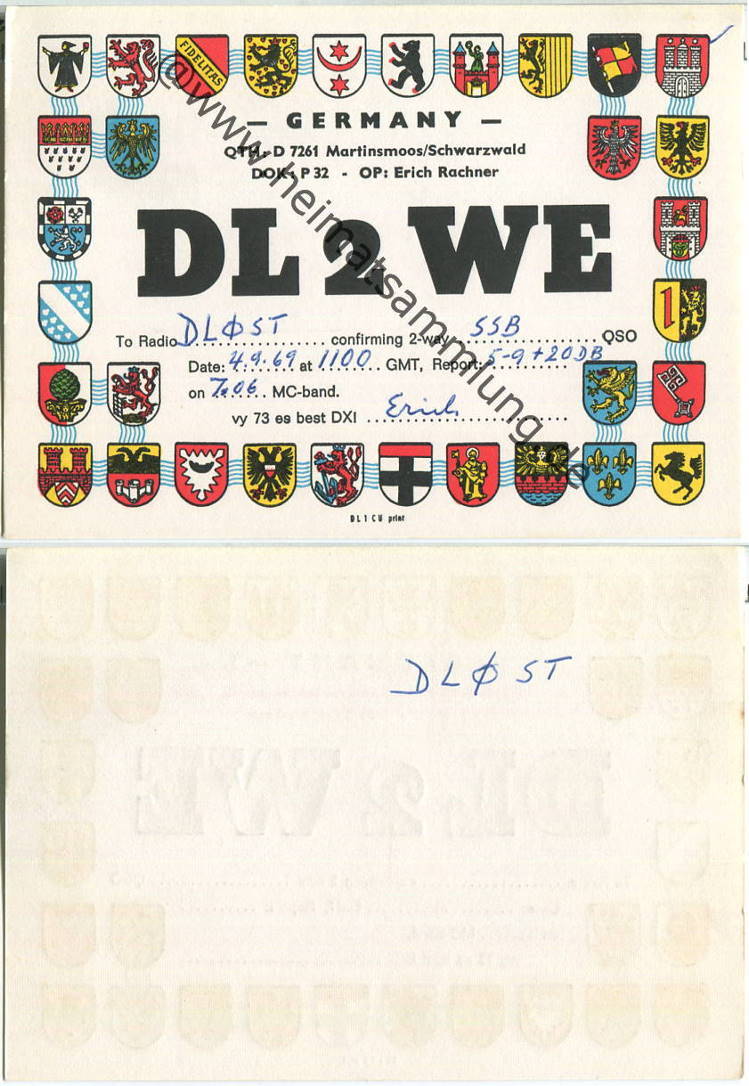 FIDELITAS
— GERMANY —
QTH: D 7261 Martinsmoos/Schwarzwald
DOK: P 32 - OP: Erich Rachner
DL 2 WE
To Radio DLØST confirming 2-way SSB QSO
Date: 4.9.69 at 1100 GMT, Report: 5-9+20DB
on 7.06 MC-band.
vy 73 es best DX! Erich
DL1CU print
@www.heimatsammlung.de
DLØST